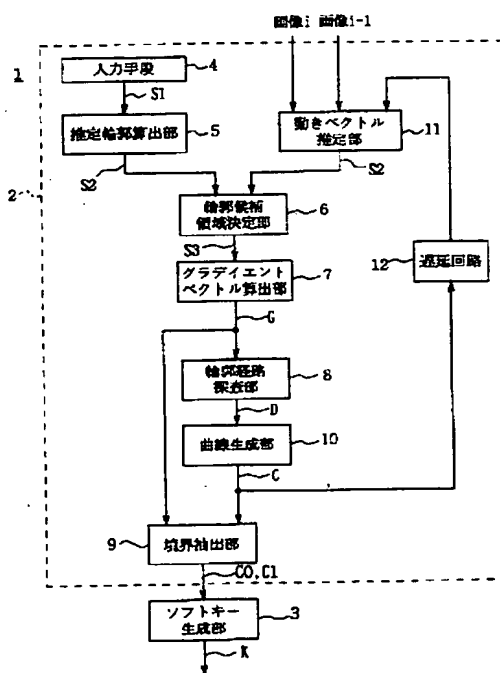 画像i 画像i-1
1
入力手段
4
S1
推定輪郭算出部
5
動きベクトル
推定部
11
S2
S2
2
輪郭候補
領域決定部
6
S3
遅延回路
12
グラディエント
ベクトル算出部
7
G
輪郭経路
探査部
8
D
曲線生成部
10
C
境界抽出部
9
C0,C1
ソフトキー
生成部
3
K